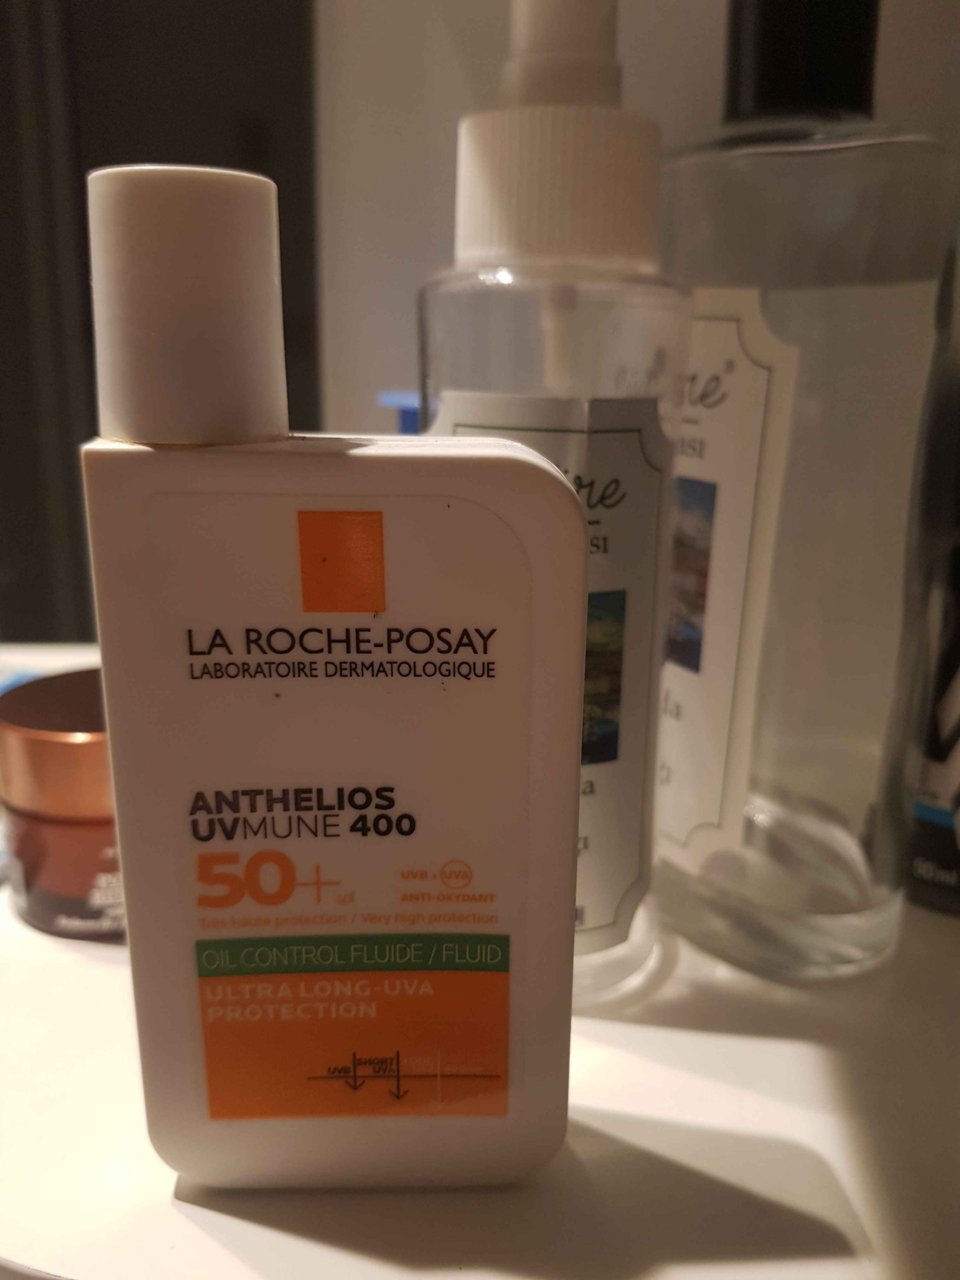 LA ROCHE-POSAY
LABORATOIRE DERMATOLOGIQUE
ANTHELIOS
UVMUNE 400
50+
UVB + UVA
ANTI-OXYDANT
Très haute protection / Very high protection
OIL CONTROL FLUIDE / FLUID
ULTRA LONG-UVA
PROTECTION
UVB
SHORT
UVA